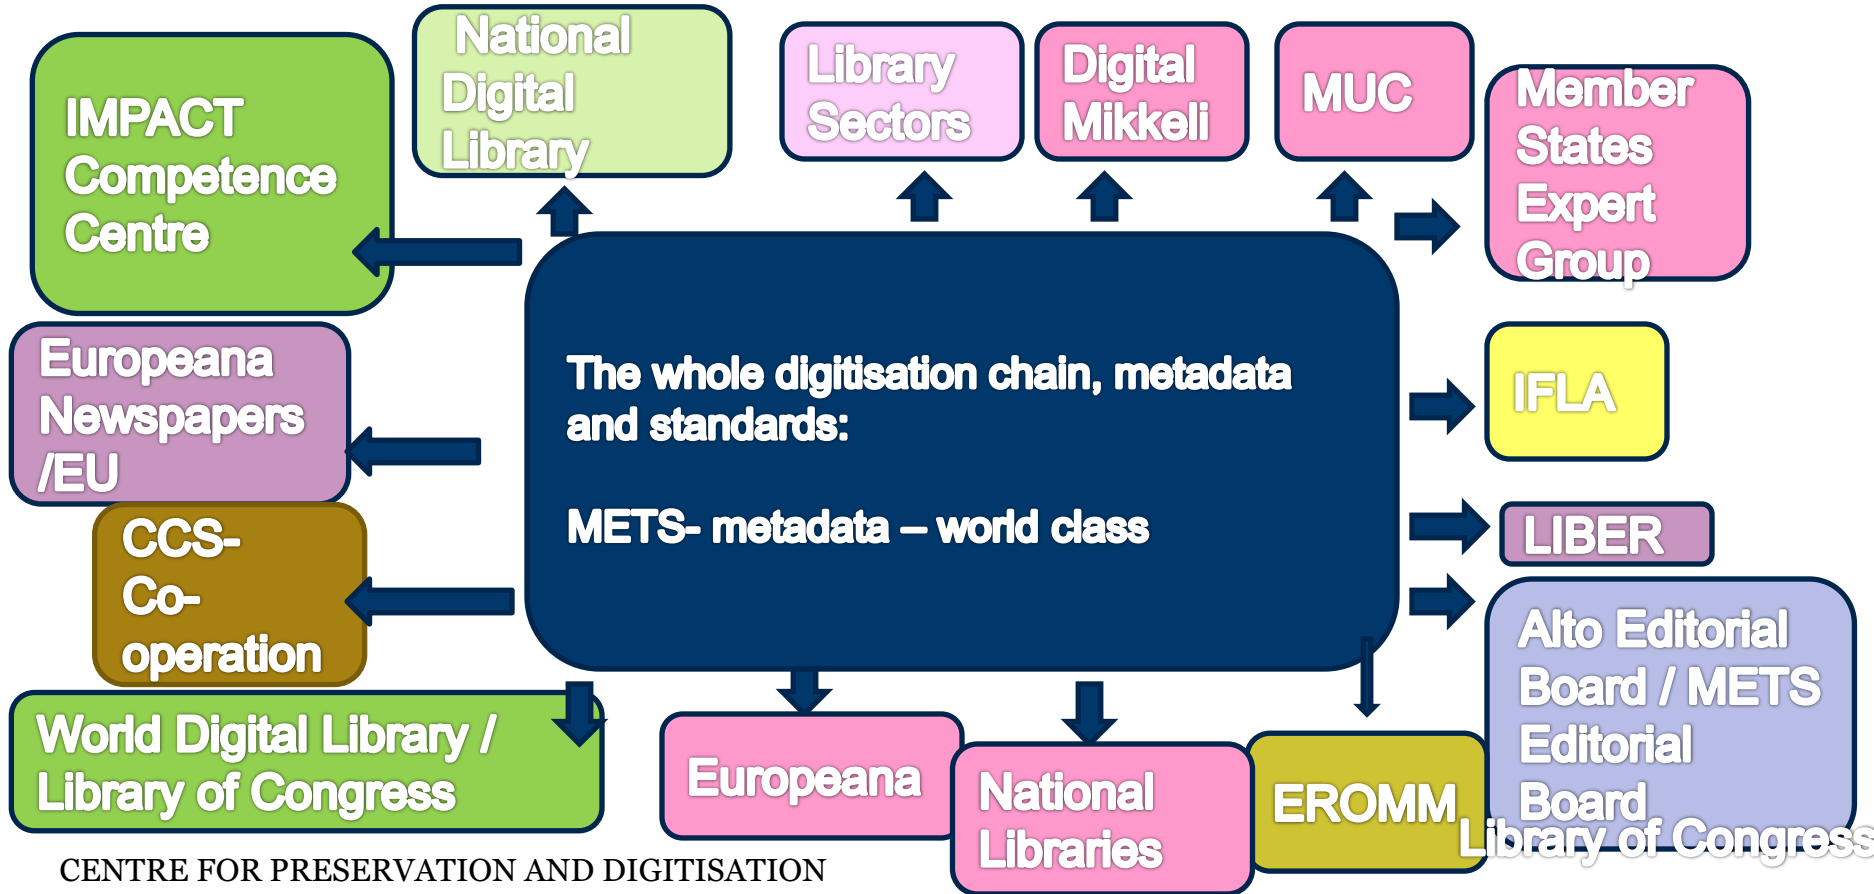 National
Digital
Library
Library
Sectors
Digital
Mikkeli
MUC
Member
States
Expert
Group
IMPACT
Competence
Centre
Europeana
Newspapers
/EU
The whole digitisation chain, metadata
and standards:
METS- metadata – world class
IFLA
LIBER
CCS-
Co-
operation
Alto Editorial
Board / METS
Editorial
Board
Library of Congress
World Digital Library /
Library of Congress
Europeana
National
Libraries
EROMM
CENTRE FOR PRESERVATION AND DIGITISATION